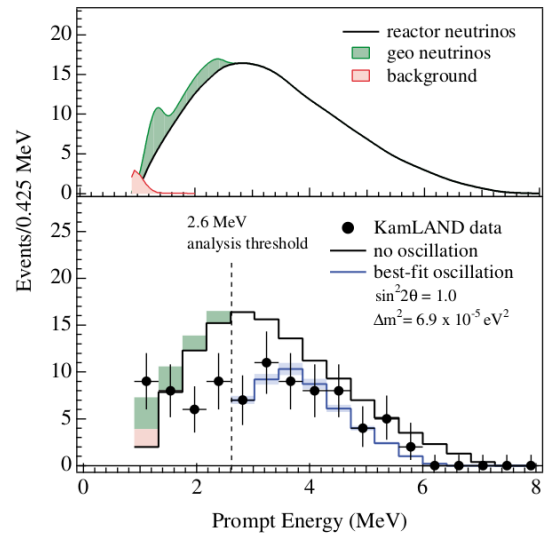 20
15
10
5
0
reactor neutrinos
geo neutrinos
background
Events/0.425 MeV
25
20
15
10
5
0
2.6 MeV
analysis threshold
KamLAND data
no oscillation
best-fit oscillation
sin²2θ = 1.0
Δm²= 6.9 x 10⁻⁵ eV²
0 2 4 6 8
Prompt Energy (MeV)